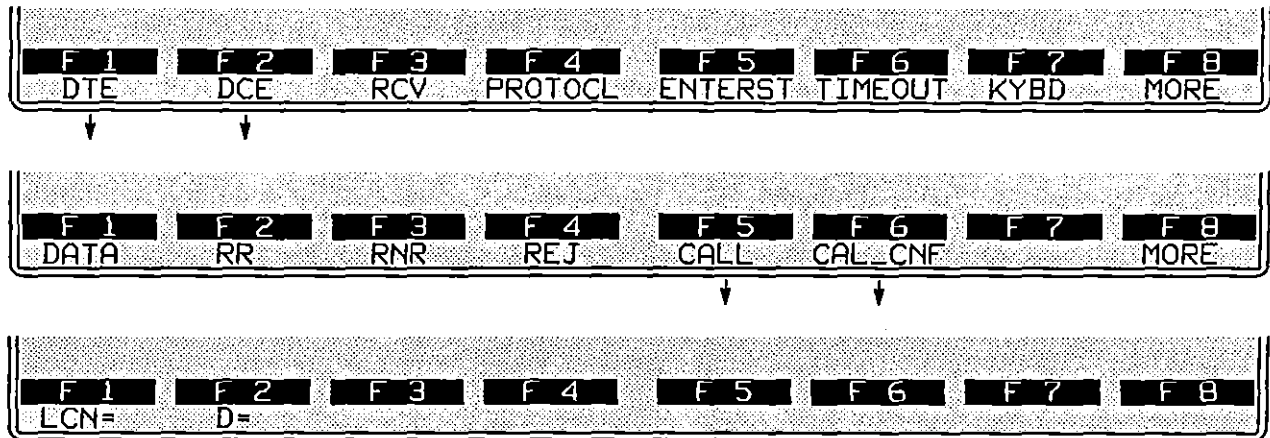 F 1 F 2 F 3 F 4 F 5 F 6 F 7 F 8
DTE DCE RCV PROTOCL ENTERST TIMEOUT KYBD MORE
F 1 F 2 F 3 F 4 F 5 F 6 F 7 F 8
DATA RR RNR REJ CALL CAL_CNF MORE
F 1 F 2 F 3 F 4 F 5 F 6 F 7 F 8
LCN= D=